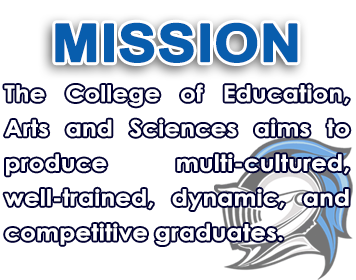 MISSION
The College of Education,
Arts and Sciences aims to
produce multi-cultured,
well-trained, dynamic, and
competitive graduates.